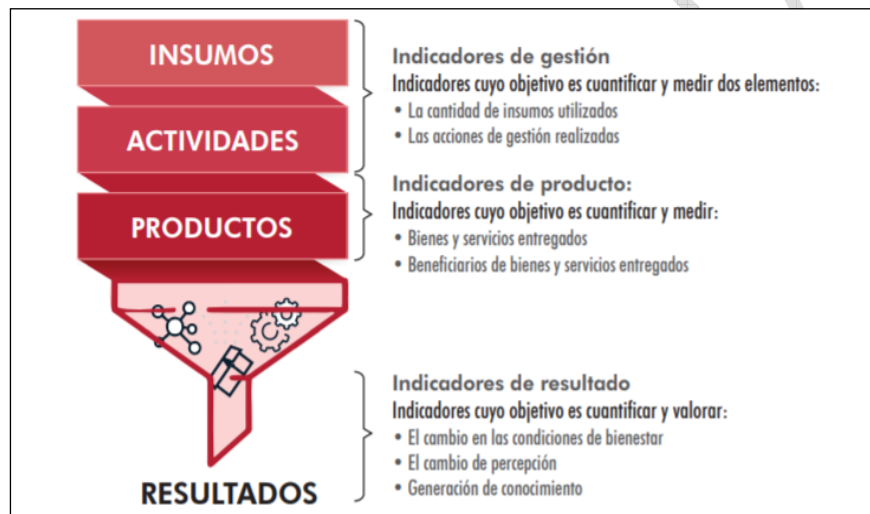 INSUMOS
ACTIVIDADES
PRODUCTOS
RESULTADOS
Indicadores de gestión
Indicadores cuyo objetivo es cuantificar y medir dos elementos:
• La cantidad de insumos utilizados
• Las acciones de gestión realizadas
Indicadores de producto:
Indicadores cuyo objetivo es cuantificar y medir:
• Bienes y servicios entregados
• Beneficiarios de bienes y servicios entregados
Indicadores de resultado
Indicadores cuyo objetivo es cuantificar y valorar:
• El cambio en las condiciones de bienestar
• El cambio de percepción
• Generación de conocimiento